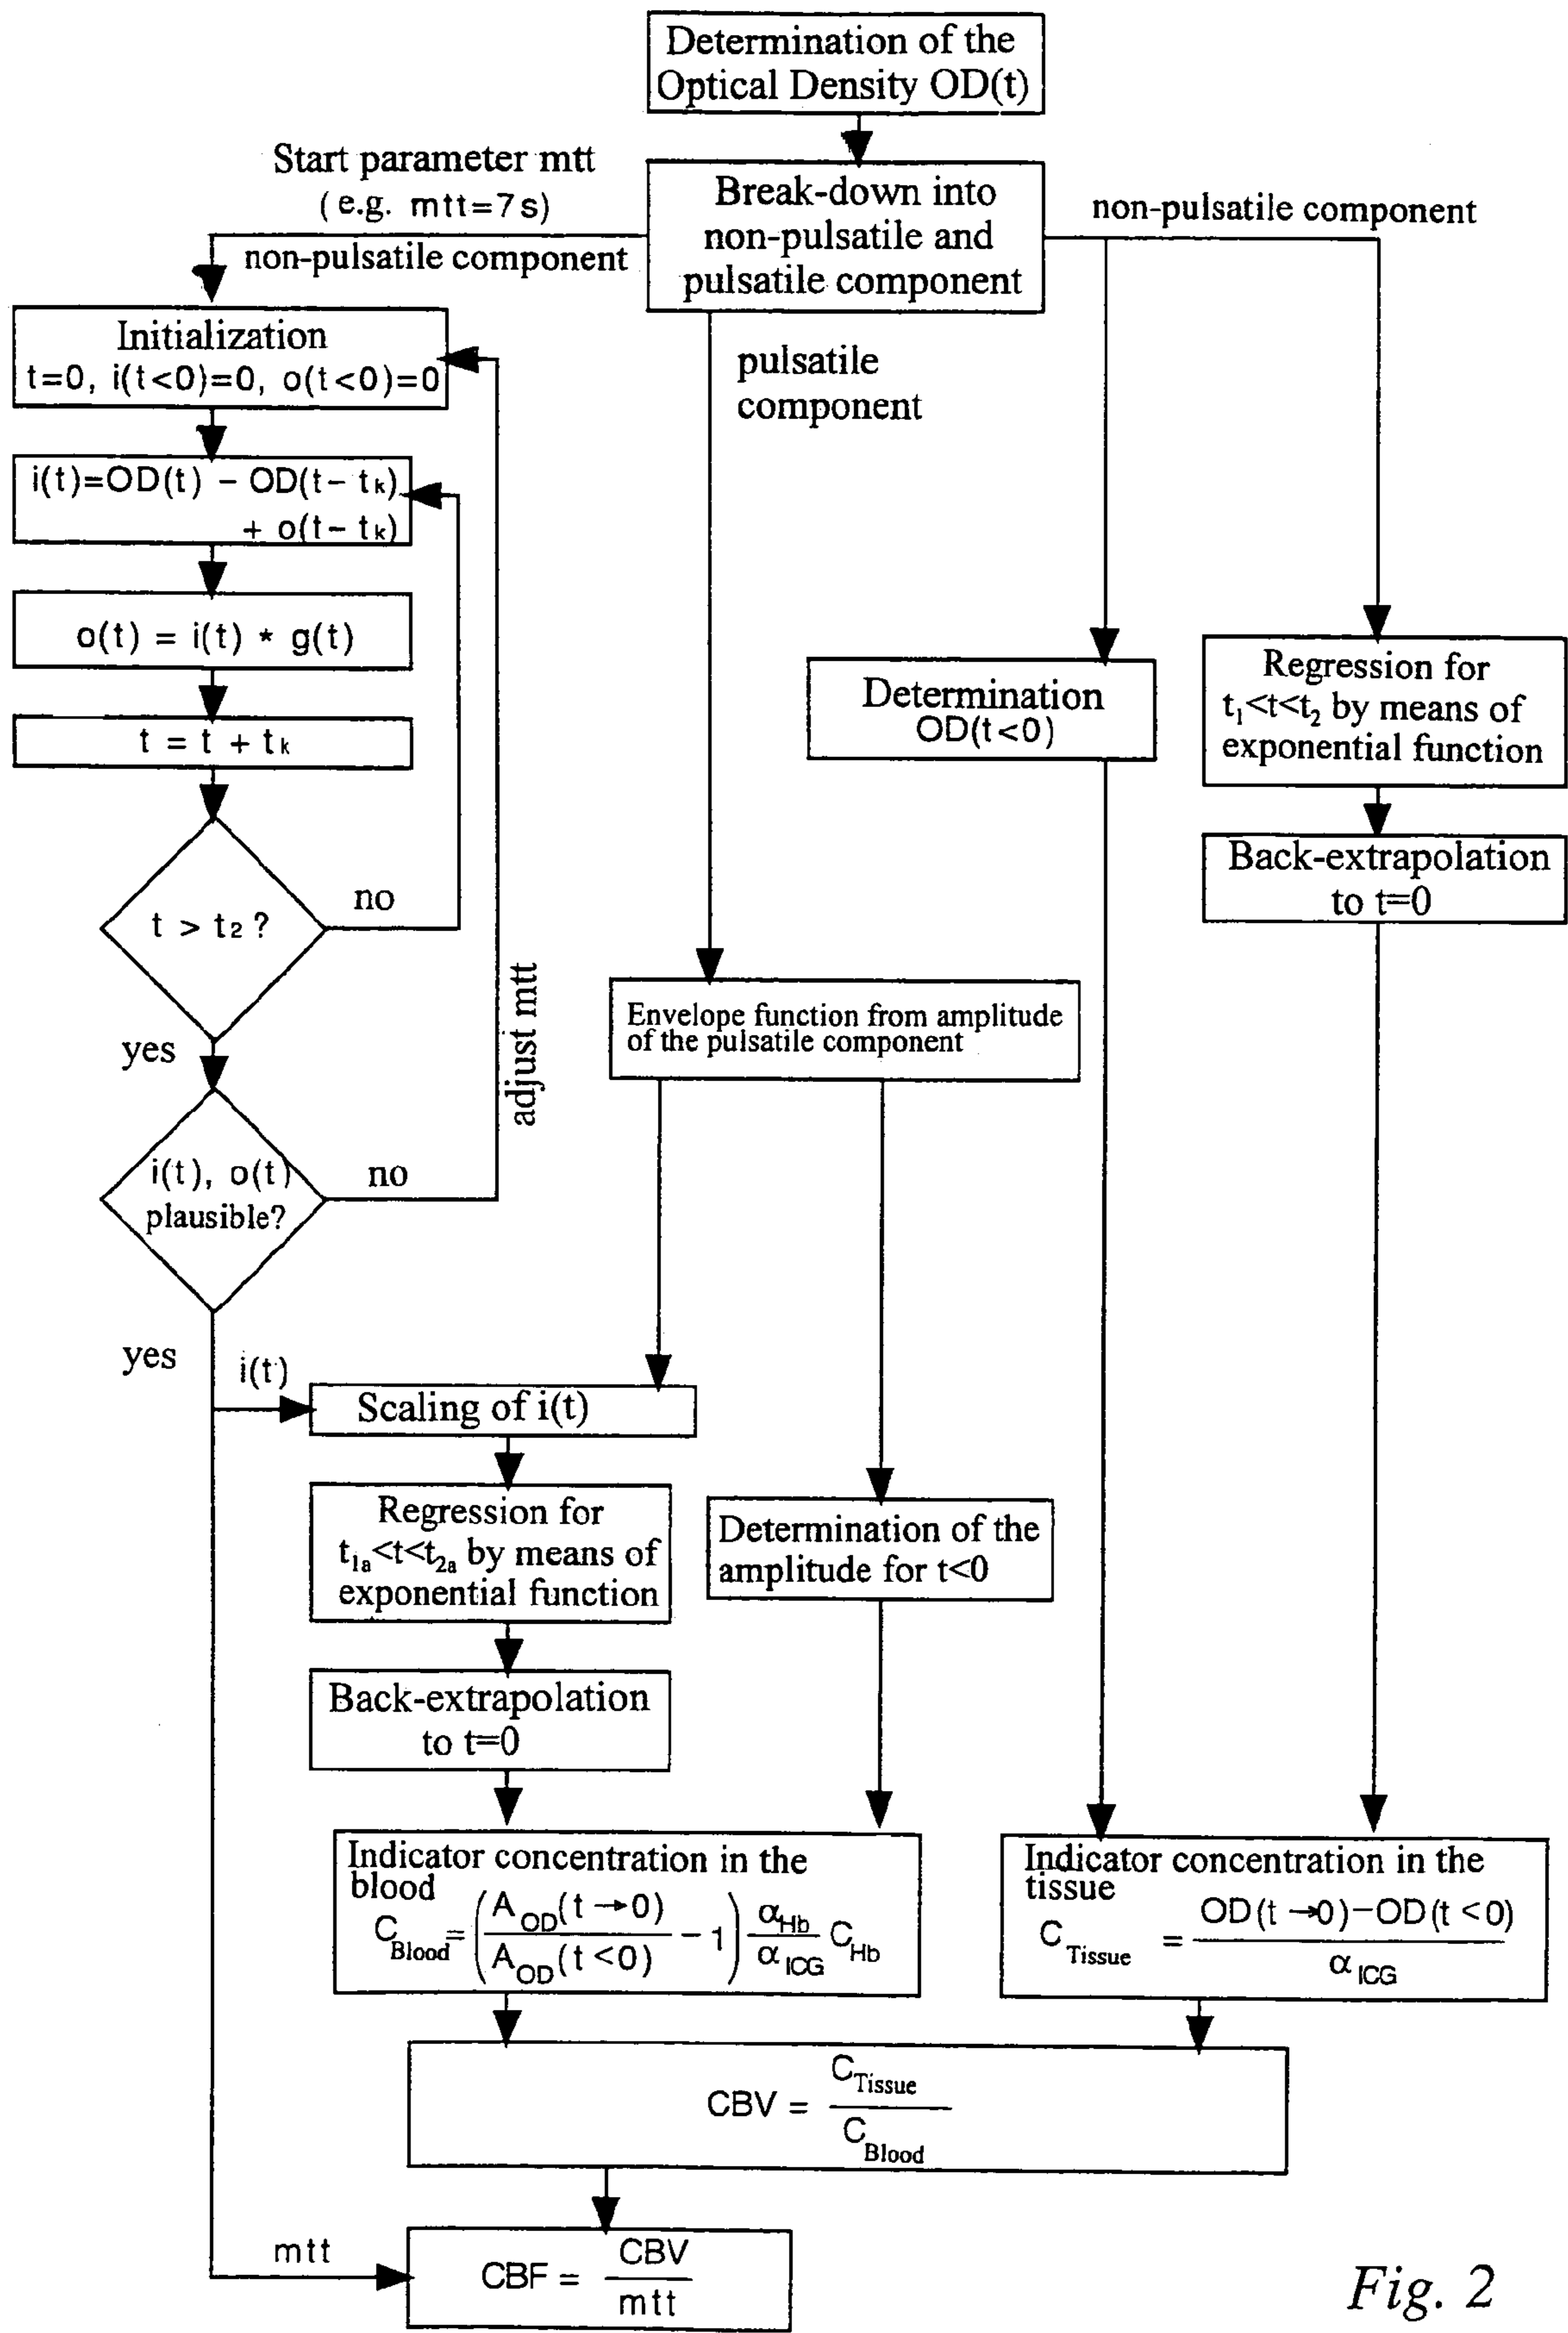 Determination of the
Optical Density OD(t)
Start parameter mtt
(e.g. mtt=7s)
non-pulsatile component
Break-down into
non-pulsatile and
pulsatile component
non-pulsatile component
Initialization
t=0, i(t<0)=0, o(t<0)=0
pulsatile
component
i(t)=OD(t) - OD(t-tk)
+ o(t-tk)
o(t) = i(t) * g(t)
t = t + tk
Determination
OD(t<0)
Regression for
t1<t<t2 by means of
exponential function
Back-extrapolation
to t=0
t > t2 ?
no
yes
adjust mtt
Envelope function from amplitude
of the pulsatile component
i(t), o(t)
plausible?
no
yes
i(t)
Scaling of i(t)
Regression for
t1a<t<t2a by means of
exponential function
Determination of the
amplitude for t<0
Back-extrapolation
to t=0
Indicator concentration in the
blood
CBlood = (AOD(t→0) / AOD(t<0) - 1) αHb / αICG CHb
Indicator concentration in the
tissue
CTissue = OD(t→0)-OD(t<0) / αICG
CBV = CTissue / CBlood
mtt
CBF = CBV / mtt
Fig. 2